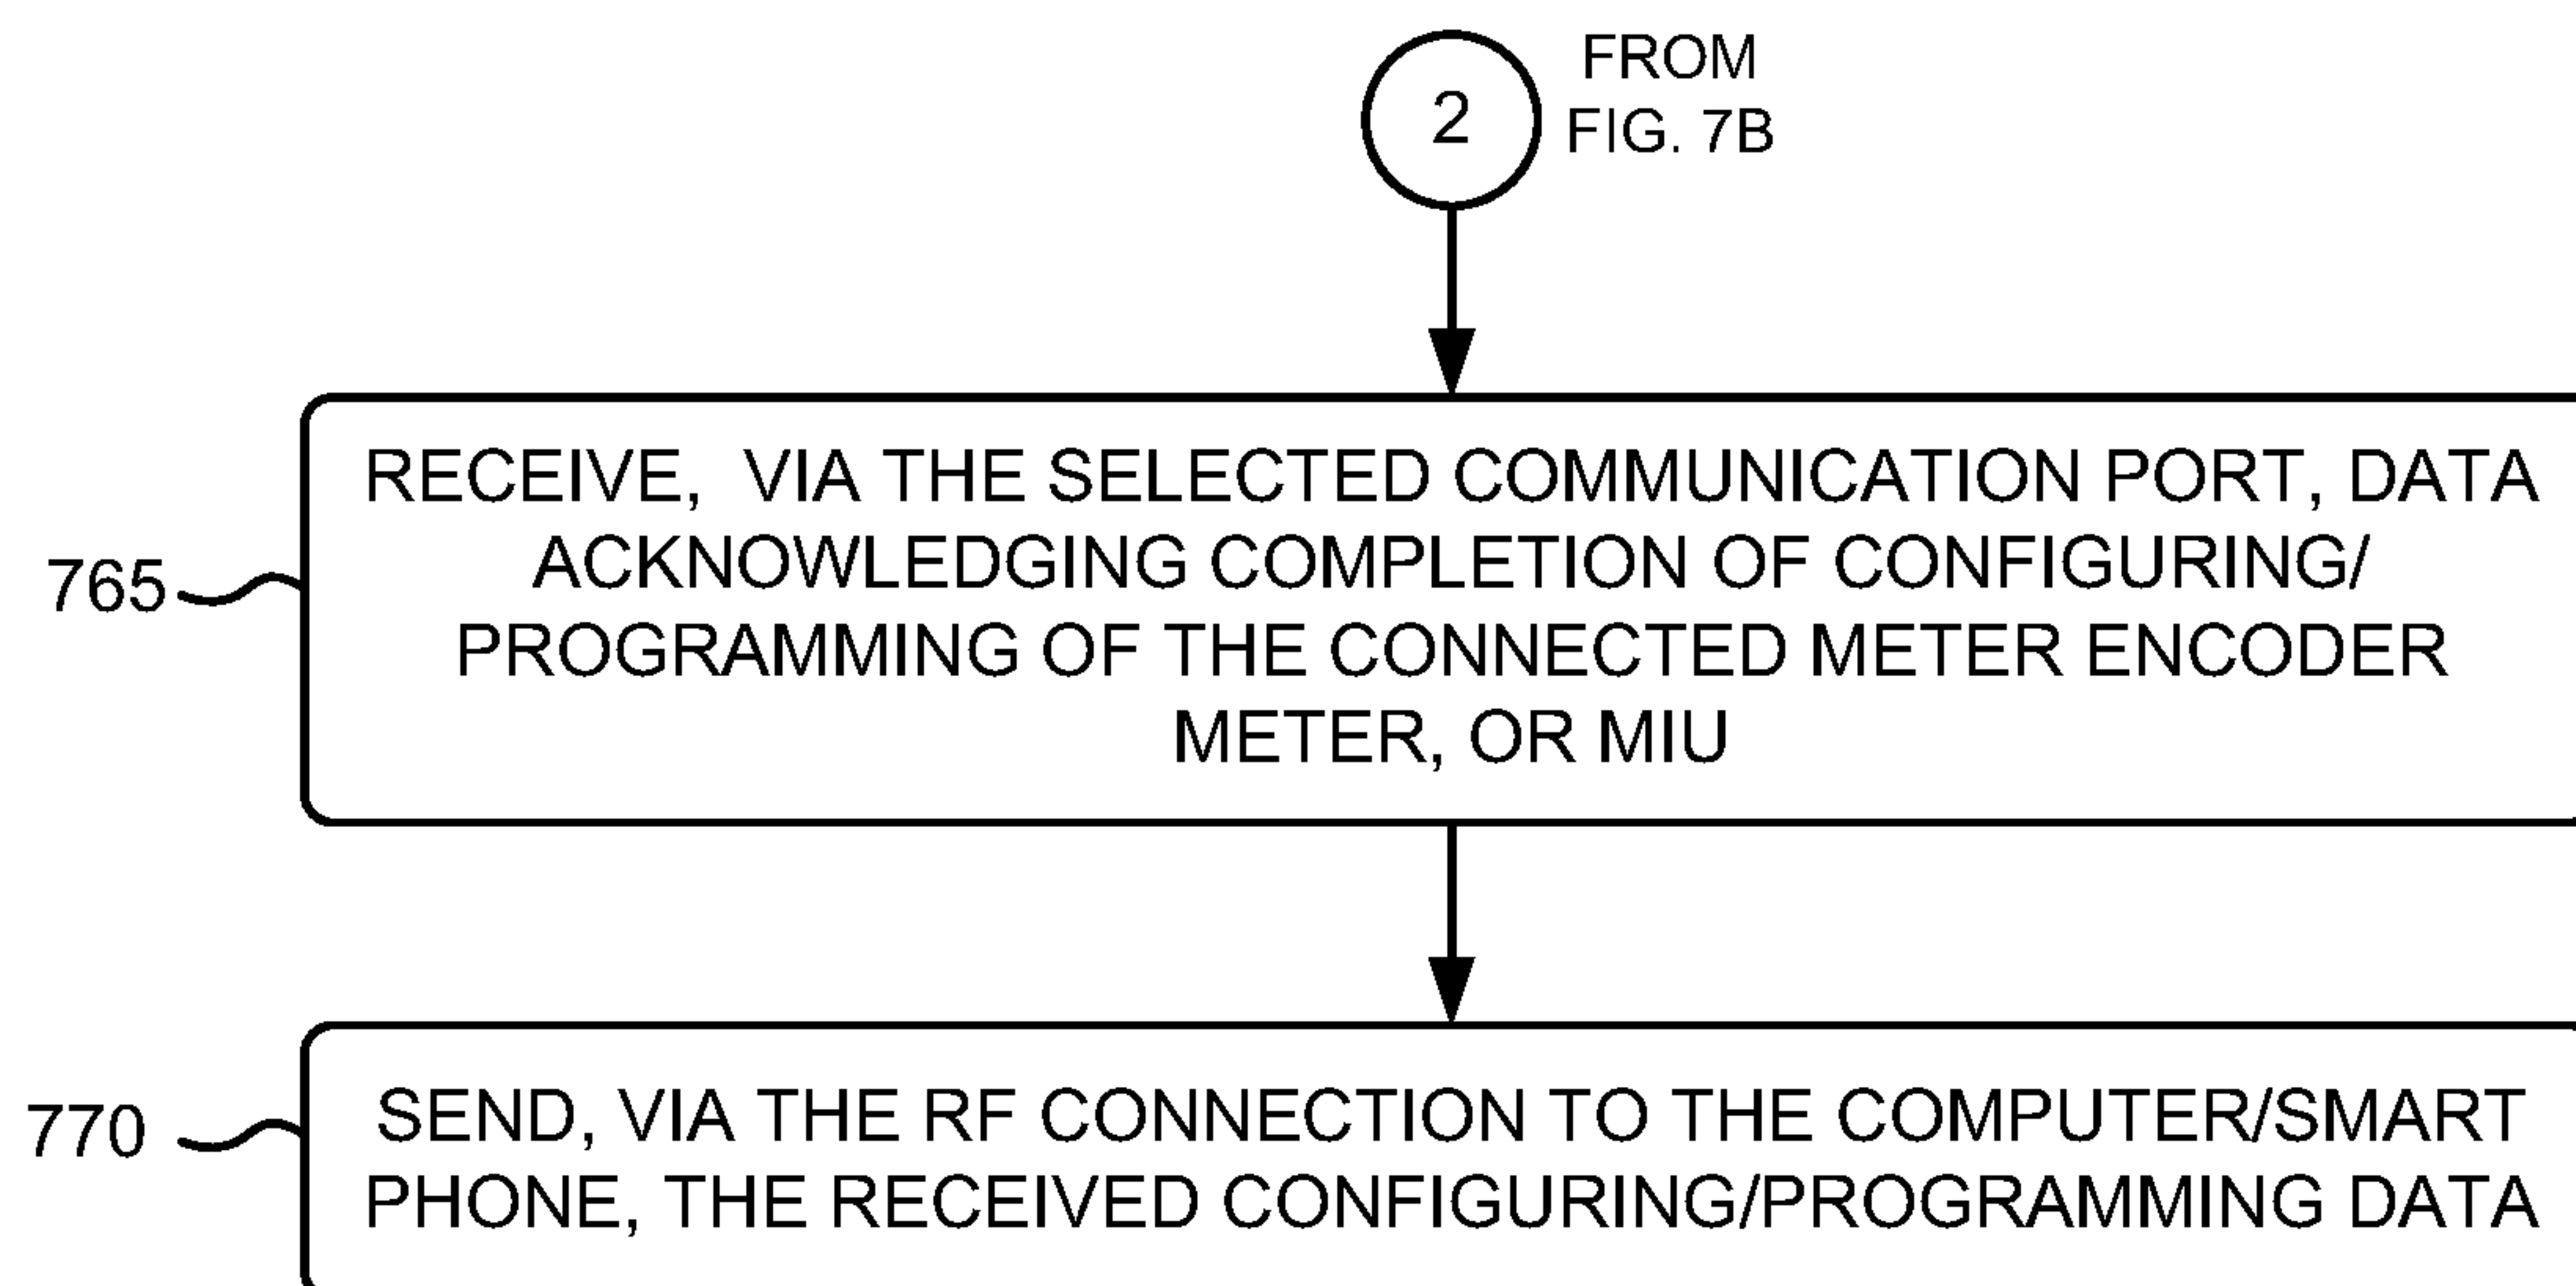 2
FROM
FIG. 7B
RECEIVE, VIA THE SELECTED COMMUNICATION PORT, DATA
ACKNOWLEDGING COMPLETION OF CONFIGURING/
PROGRAMMING OF THE CONNECTED METER ENCODER
METER, OR MIU
765
SEND, VIA THE RF CONNECTION TO THE COMPUTER/SMART
PHONE, THE RECEIVED CONFIGURING/PROGRAMMING DATA
770